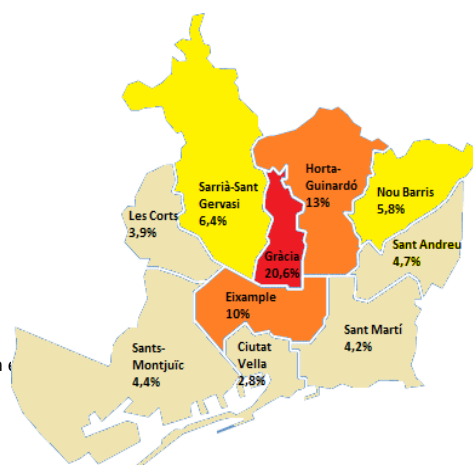 Horta-
Guinardó
13%
Sarrià-Sant
Gervasi
6,4%
Nou Barris
5,8%
Les Corts
3,9%
Sant Andreu
4,7%
Gràcia
20,6%
Eixample
10%
Sant Martí
4,2%
Sants-
Montjuïc
4,4%
Ciutat
Vella
2,8%